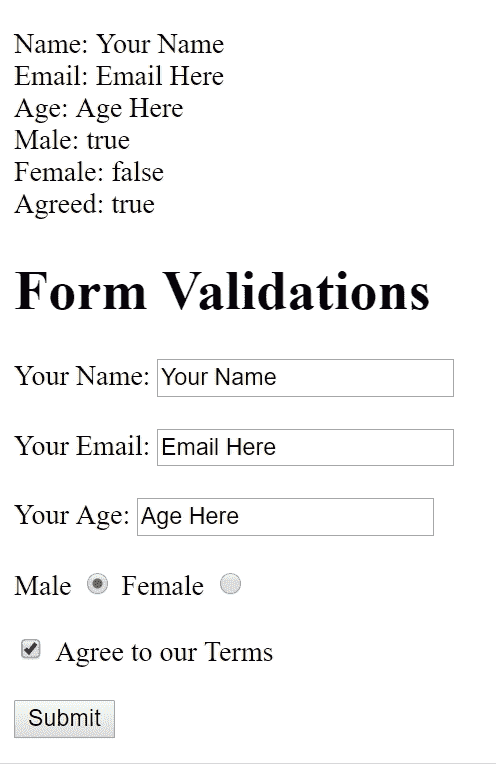 Name: Your Name
Email: Email Here
Age: Age Here
Male: true
Female: false
Agreed: true
Form Validations
Your Name: Your Name
Your Email: Email Here
Your Age: Age Here
Male Female
Agree to our Terms
Submit